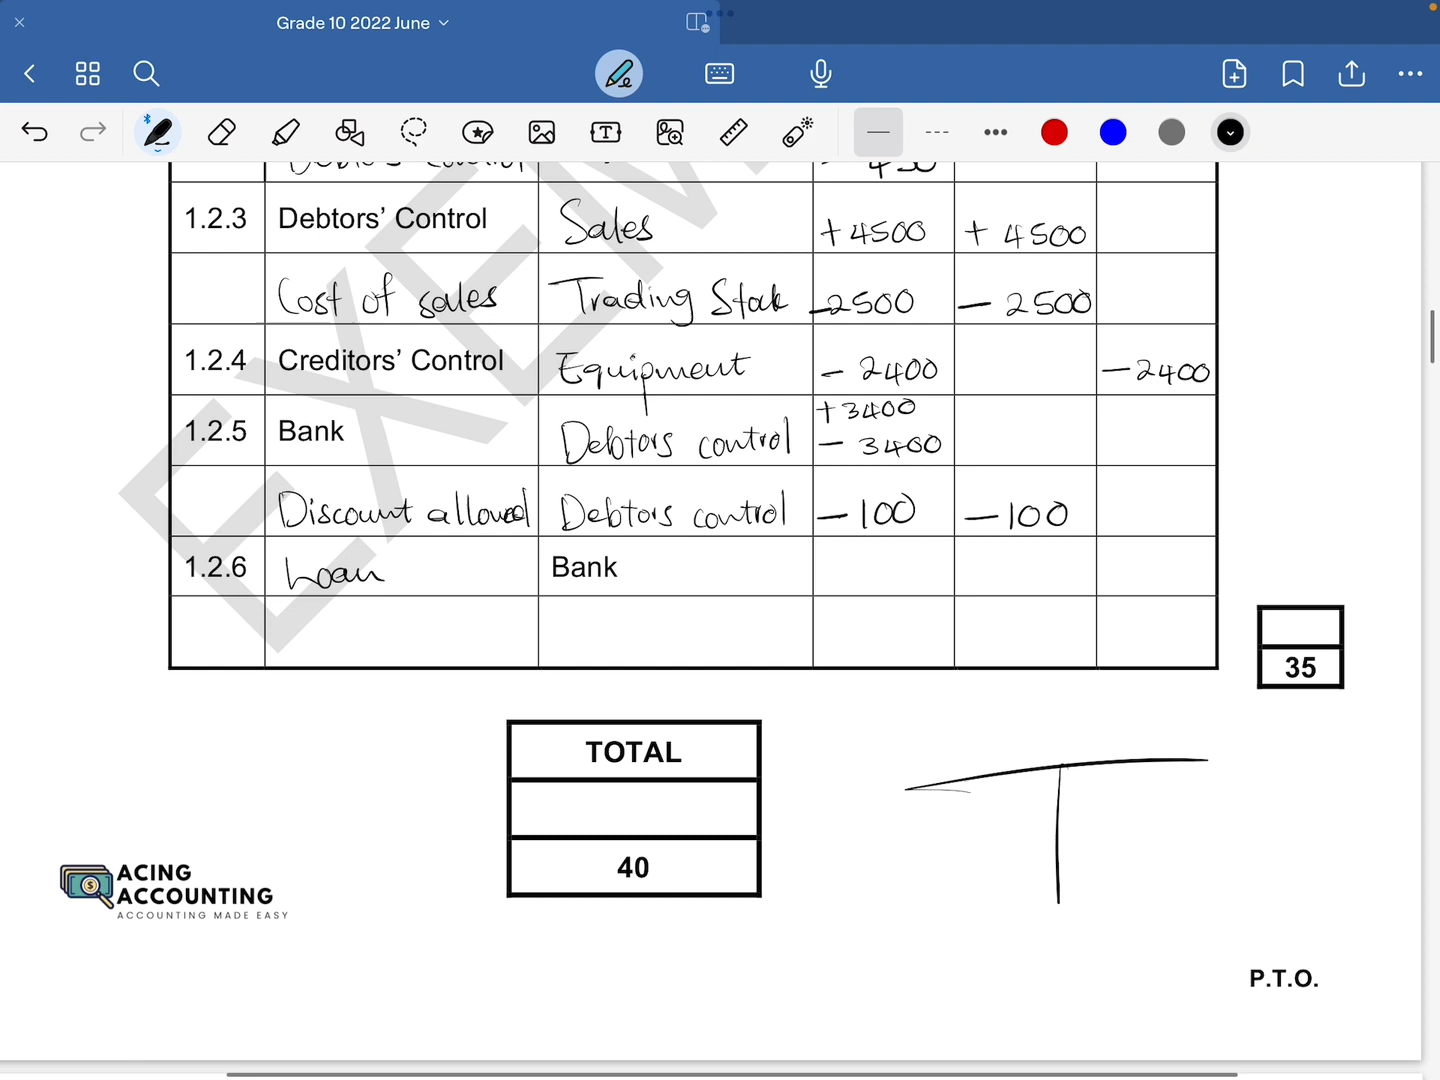 Grade 10 2022 June
1.2.3 Debtors' Control Sales +4500 + 4500
Cost of sales Trading Stock -2500 - 2500
1.2.4 Creditors' Control Equipment - 2400 -2400
+3400
1.2.5 Bank Debtors control - 3400
Discount allowed Debtors control -100 -100
1.2.6 Loan Bank
35
TOTAL
40
ACING
ACCOUNTING
ACCOUNTING MADE EASY
P.T.O.